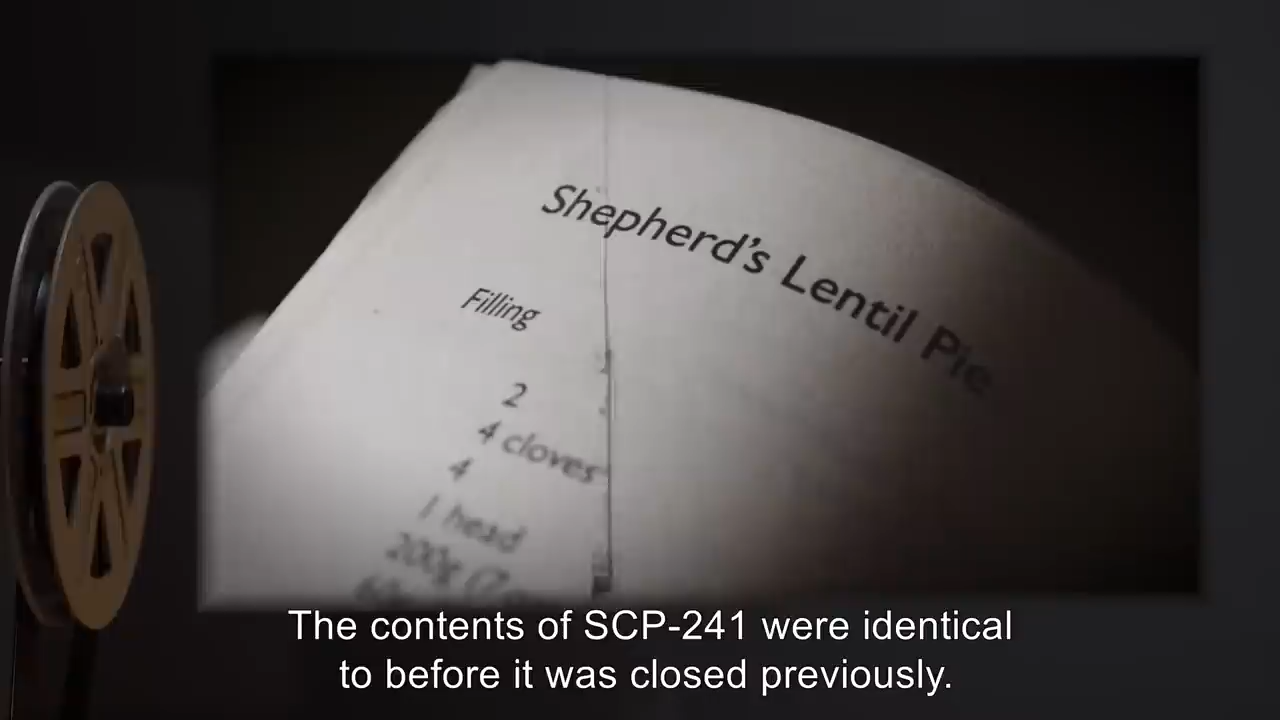 Shepherd's Lentil Pie
Filling
2
4 cloves
4
1 head
200g
The contents of SCP-241 were identical
to before it was closed previously.